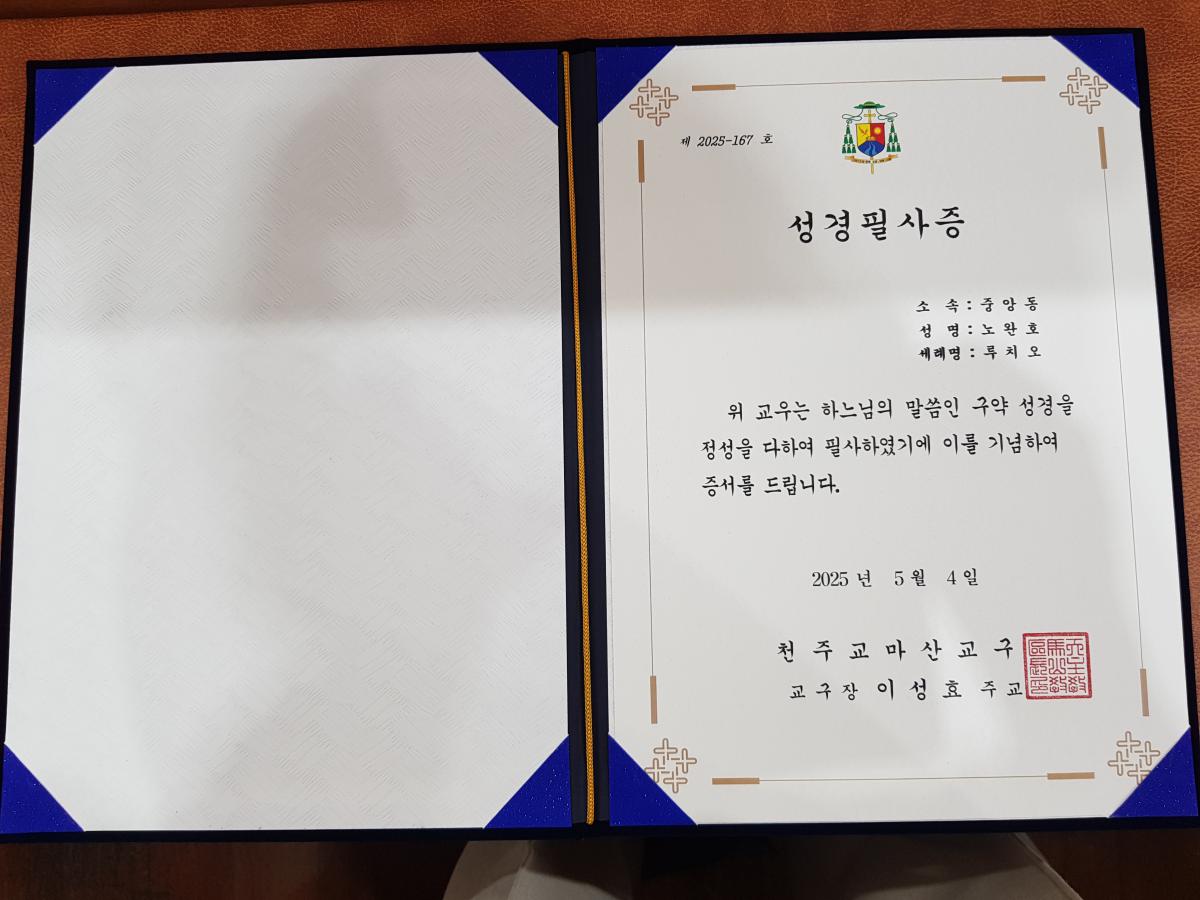 제 2025-167 호
성경필사증
소 속 : 중앙동
성 명 : 노완호
세례명 : 루치오
위 교우는 하느님의 말씀인 구약 성경을
정성을 다하여 필사하였기에 이를 기념하여
증서를 드립니다.
2025 년 5 월 4 일
천주교마산교구
교구장 이성효 주교